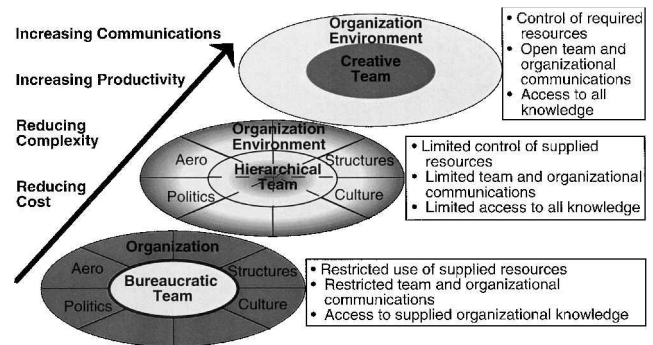 Increasing Communications
Increasing Productivity
Reducing
Complexity
Reducing
Cost
Organization
Environment
Creative
Team
• Control of required
resources
• Open team and
organizational
communications
• Access to all
knowledge
Organization
Environment
Aero
Structures
Hierarchical
Team
Politics
Culture
• Limited control of supplied
resources
• Limited team and organizational
communications
• Limited access to all knowledge
Organization
Aero
Structures
Bureaucratic
Team
Politics
Culture
• Restricted use of supplied resources
• Restricted team and organizational
communications
• Access to supplied organizational knowledge